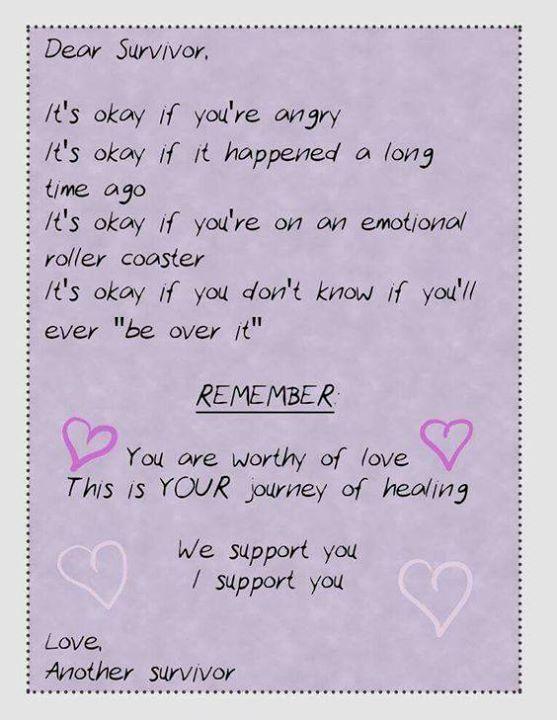 Dear Survivor,
It's okay if you're angry
It's okay if it happened a long
time ago
It's okay if you're on an emotional
roller coaster
It's okay if you don't know if you'll
ever "be over it"
REMEMBER:
You are worthy of love
This is YOUR journey of healing
We support you
I support you
Love,
Another survivor